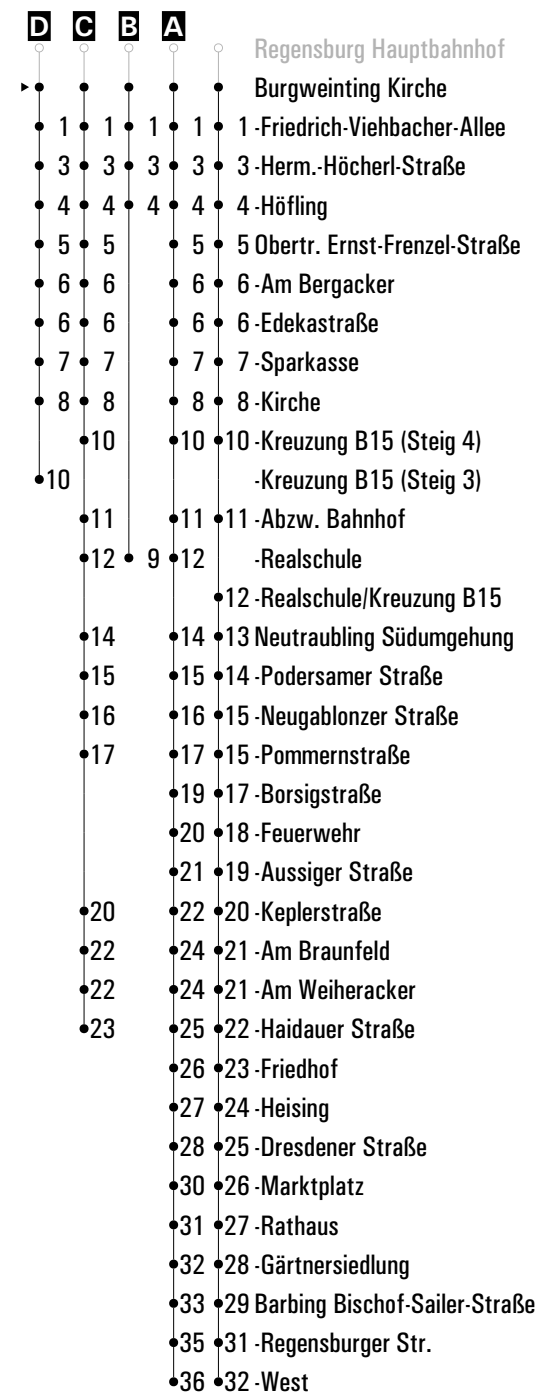 D C B A
Regensburg Hauptbahnhof
Burgweinting Kirche
1 1 1 1 1 -Friedrich-Viehbacher-Allee
3 3 3 3 3 -Herm.-Höcherl-Straße
4 4 4 4 4 -Höfling
5 5 5 5 Obertr. Ernst-Frenzel-Straße
6 6 6 6 -Am Bergacker
6 6 6 6 -Edekastraße
7 7 7 7 -Sparkasse
8 8 8 8 -Kirche
10 10 10 -Kreuzung B15 (Steig 4)
10 -Kreuzung B15 (Steig 3)
11 11 11 -Abzw. Bahnhof
12 9 12 -Realschule
12 -Realschule/Kreuzung B15
14 14 13 Neutraubling Südumgehung
15 15 14 -Podersamer Straße
16 16 15 -Neugablonzer Straße
17 17 15 -Pommernstraße
19 17 -Borsigstraße
20 18 -Feuerwehr
21 19 -Aussiger Straße
20 22 20 -Keplerstraße
22 24 21 -Am Braunfeld
22 24 21 -Am Weiheracker
23 25 22 -Haidauer Straße
26 23 -Friedhof
27 24 -Heising
28 25 -Dresdener Straße
30 26 -Marktplatz
31 27 -Rathaus
32 28 -Gärtnersiedlung
33 29 Barbing Bischof-Sailer-Straße
35 31 -Regensburger Str.
36 32 -West